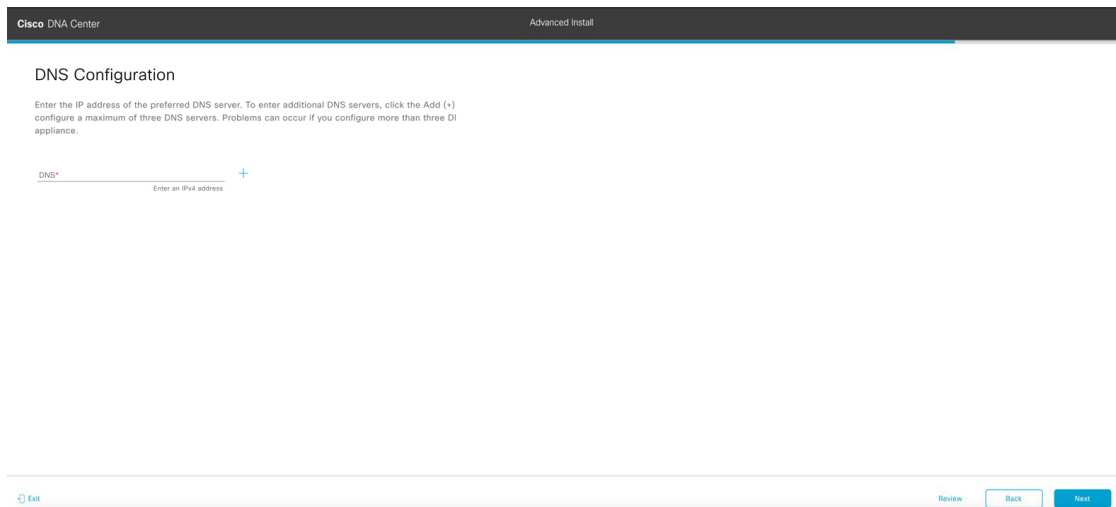 Cisco DNA Center
Advanced Install
DNS Configuration
Enter the IP address of the preferred DNS server. To enter additional DNS servers, click the Add (+)
configure a maximum of three DNS servers. Problems can occur if you configure more than three DI
appliance.
DNS*
+
Enter an IPv4 address
Exit
Review
Back
Next